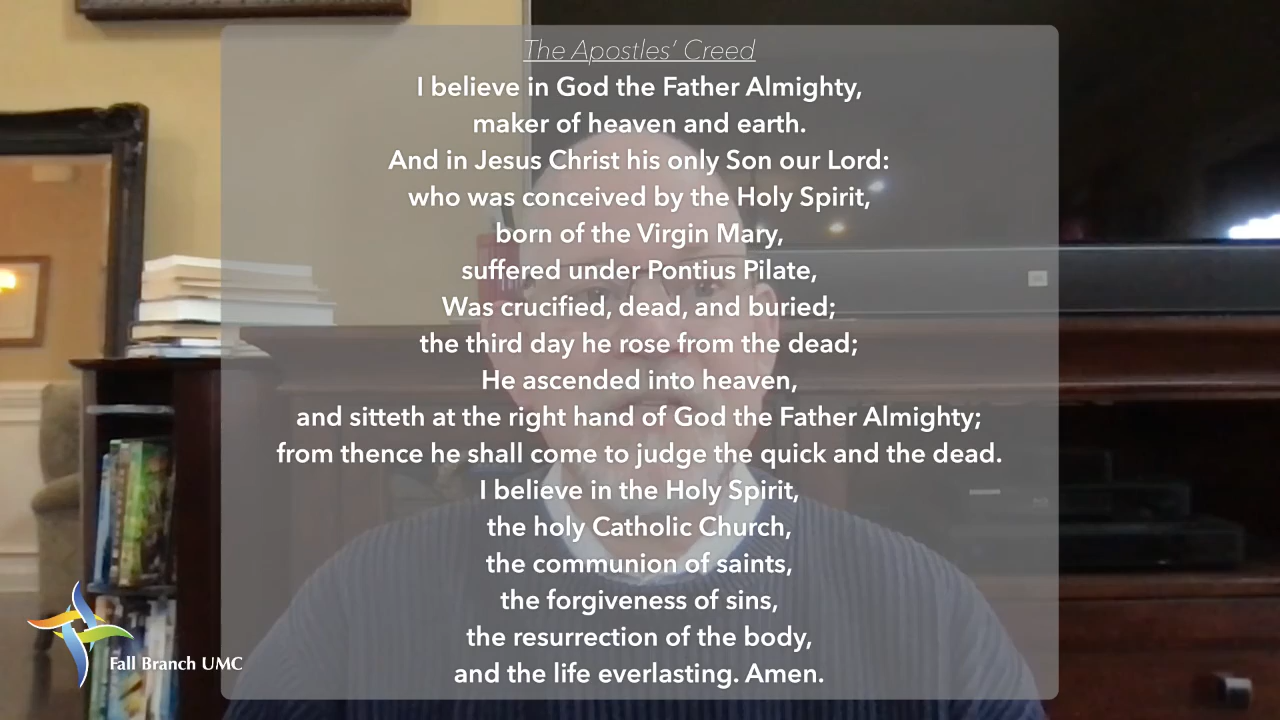 The Apostles' Creed
I believe in God the Father Almighty,
maker of heaven and earth.
And in Jesus Christ his only Son our Lord:
who was conceived by the Holy Spirit,
born of the Virgin Mary,
suffered under Pontius Pilate,
Was crucified, dead, and buried;
the third day he rose from the dead;
He ascended into heaven,
and sitteth at the right hand of God the Father Almighty;
from thence he shall come to judge the quick and the dead.
I believe in the Holy Spirit,
the holy Catholic Church,
the communion of saints,
the forgiveness of sins,
the resurrection of the body,
and the life everlasting. Amen.
Fall Branch UMC